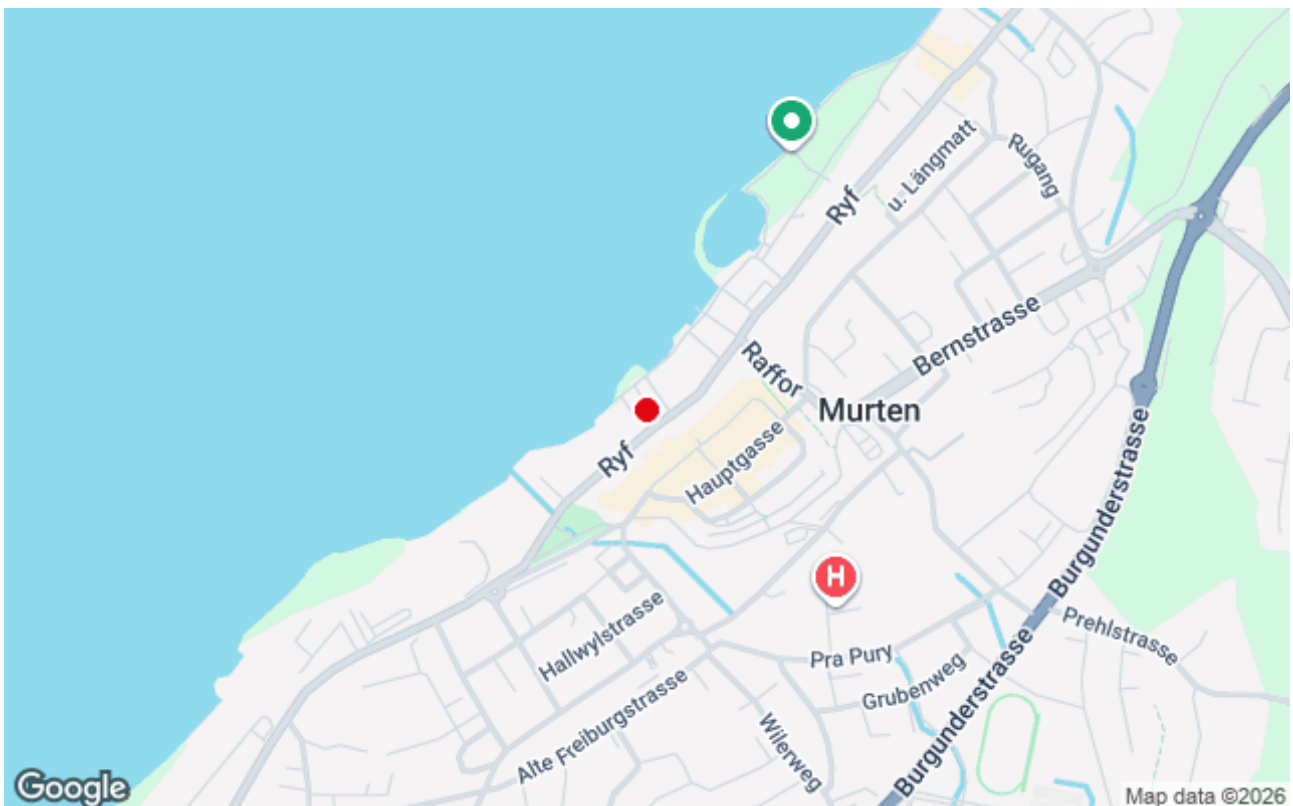 Rugang
u. Längmatt
Ryf
Bernstrasse
Raffor
Murten
Hauptgasse
Ryf
Burgunderstrasse
H
Prehlstrasse
Hallwylstrasse
Pra Pury
Grubenweg
Burgunderstrasse
Alte Freiburgstrasse
Wilerweg
Google
Map data ©2026